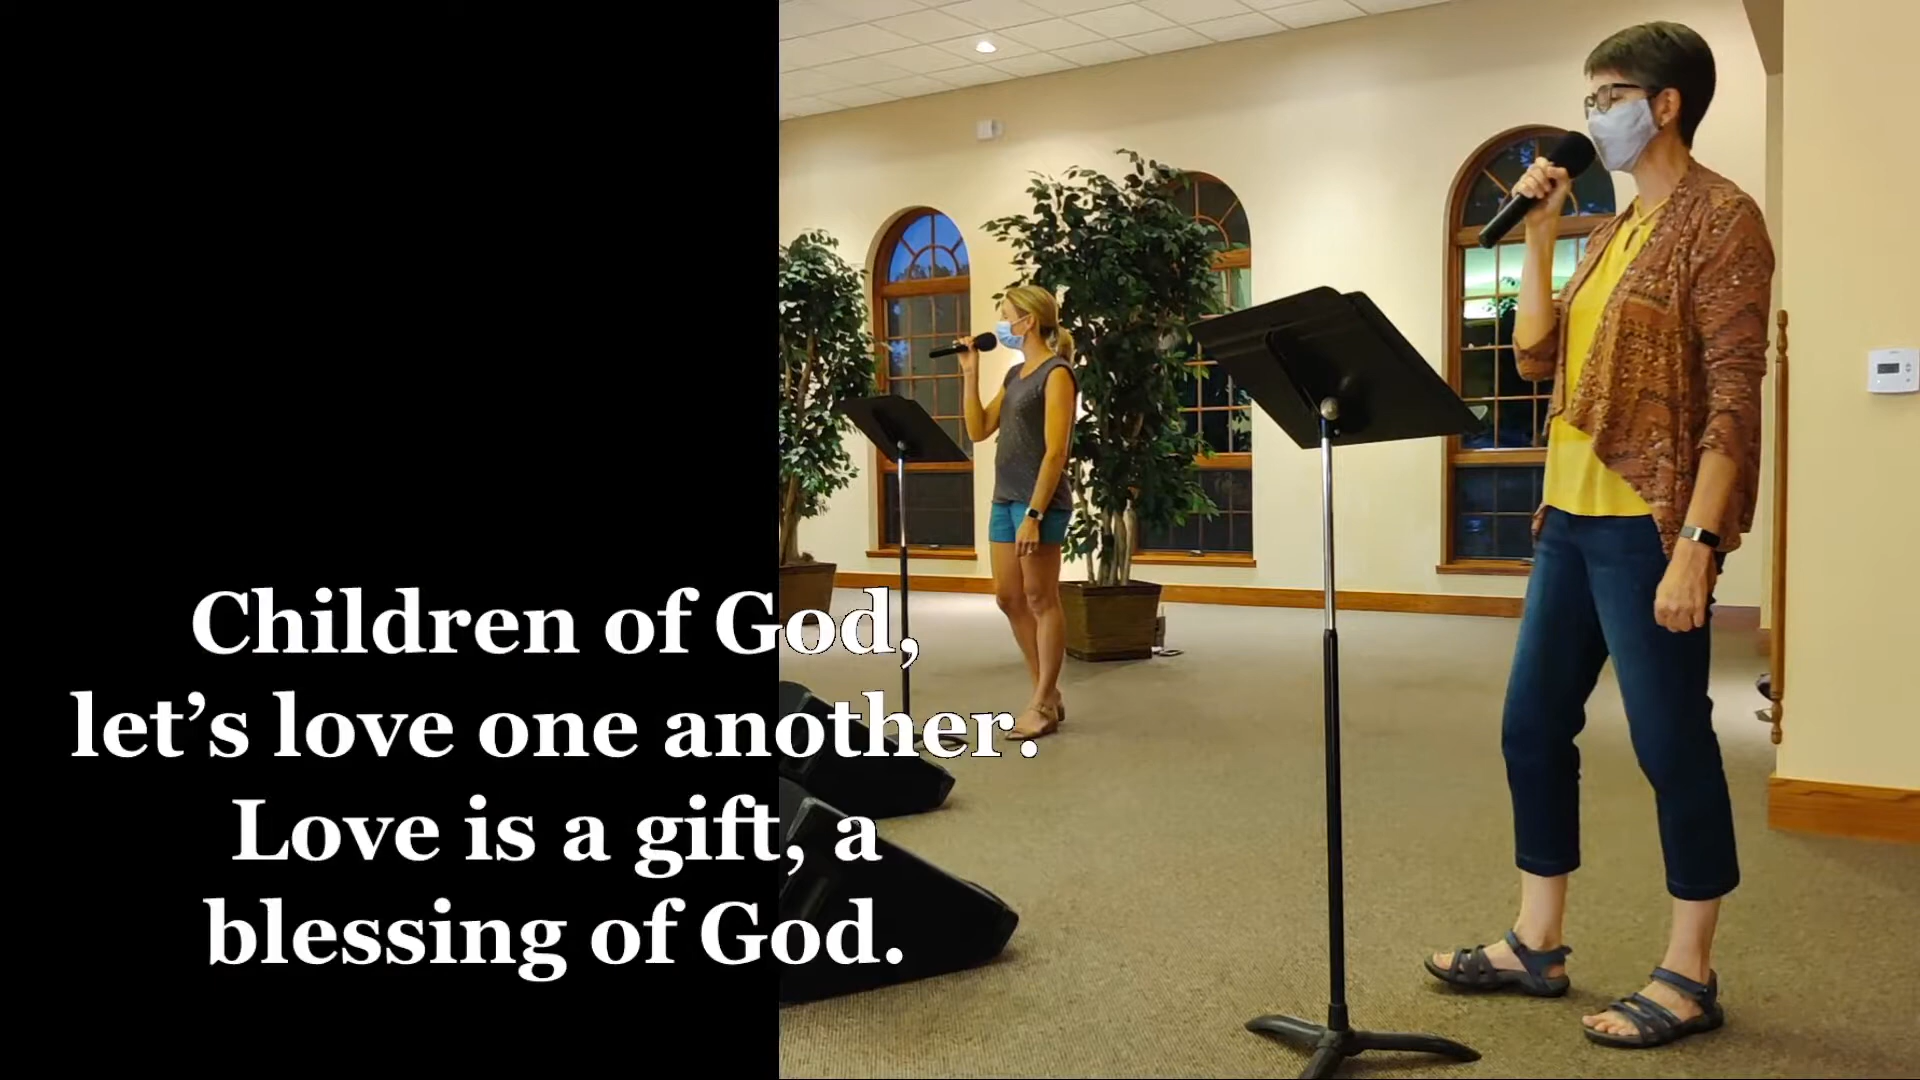 Children of God,
let’s love one another.
Love is a gift, a
blessing of God.